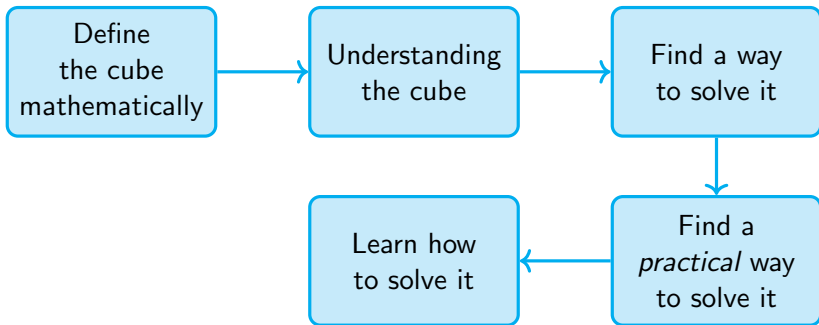 Define
the cube
mathematically
Understanding
the cube
Find a way
to solve it
Find a
practical way
to solve it
Learn how
to solve it